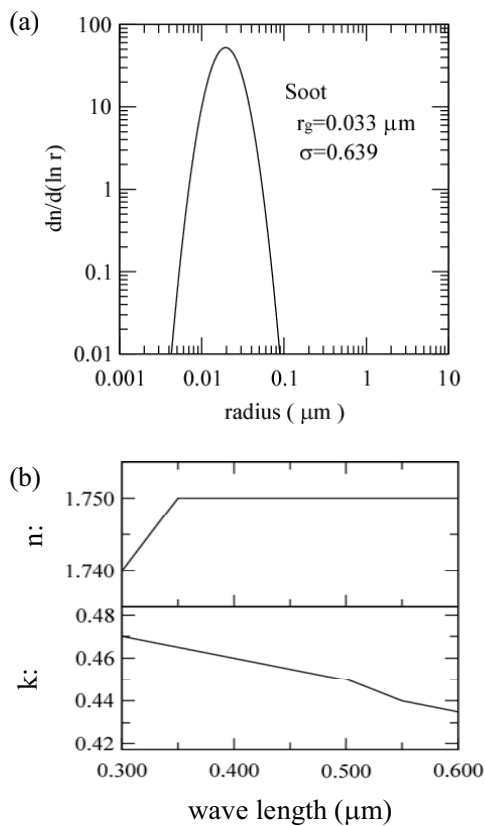 (a)
100
10
1
0.1
0.01
dn/d(ln r)
Soot
rg=0.033 μm
σ=0.639
0.001 0.01 0.1 1 10
radius ( μm )
(b)
1.750
1.740
n:
0.48
0.46
0.44
0.42
k:
0.300 0.400 0.500 0.600
wave length (μm)